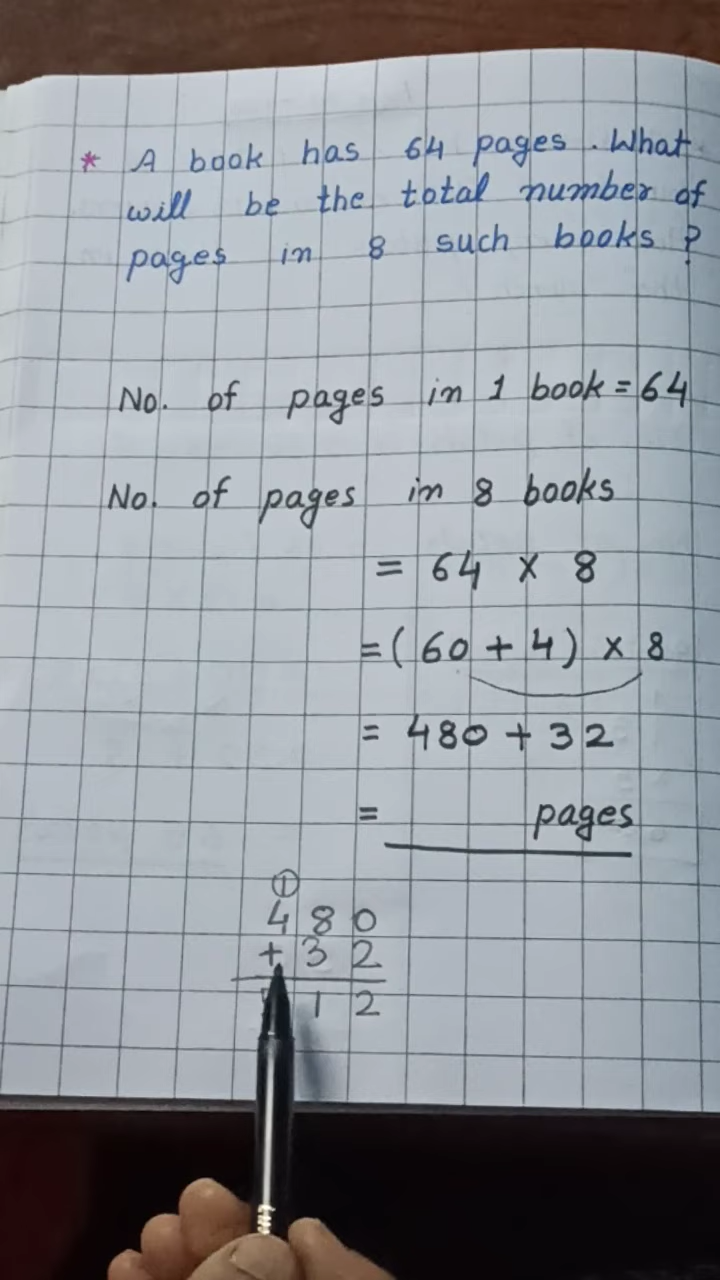 * A book has 64 pages. What
will be the total number of
pages in 8 such books?
No. of pages in 1 book = 64
No. of pages in 8 books
= 64 × 8
= (60 + 4) × 8
= 480 + 32
= pages
1
480
+32
12